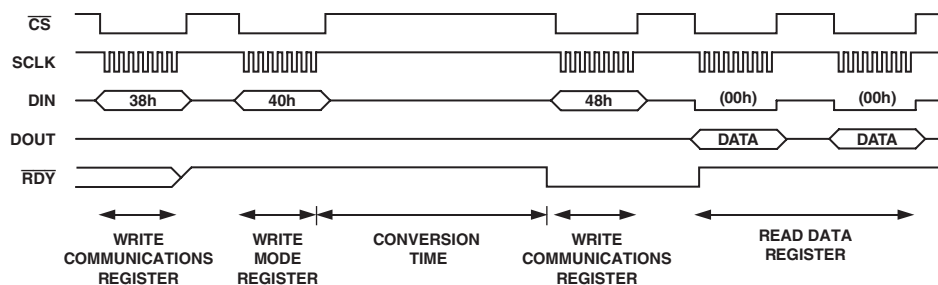 CS
SCLK
DIN 38h 40h 48h (00h) (00h)
DOUT DATA DATA
RDY
WRITE
COMMUNICATIONS
REGISTER
WRITE
MODE
REGISTER
CONVERSION
TIME
WRITE
COMMUNICATIONS
REGISTER
READ DATA
REGISTER